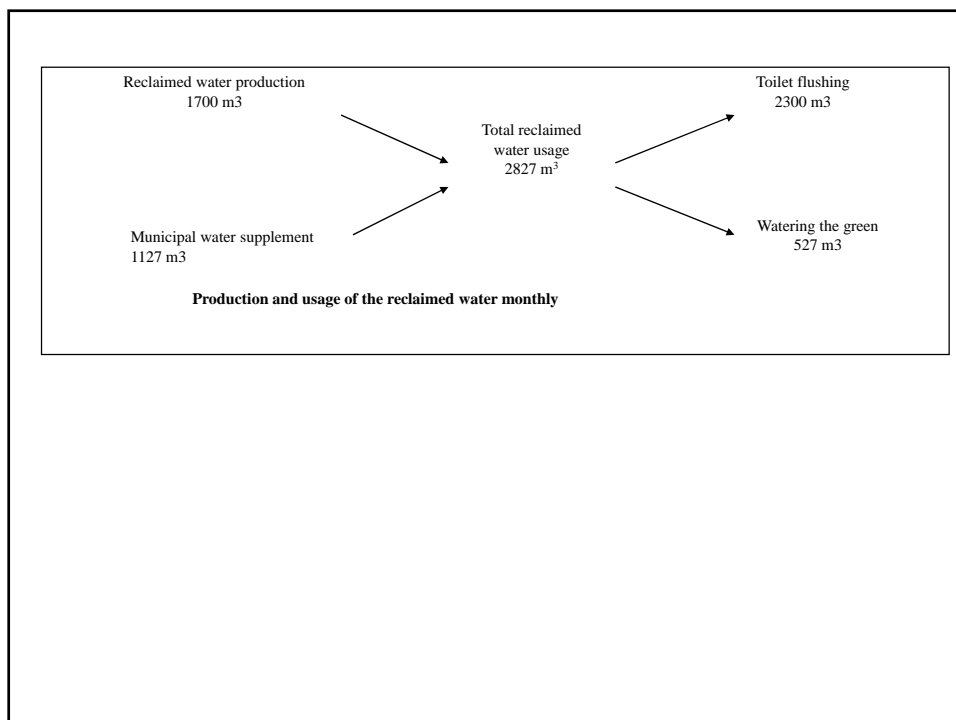 Reclaimed water production
1700 m3
Municipal water supplement
1127 m3
Total reclaimed
water usage
2827 m³
Toilet flushing
2300 m3
Watering the green
527 m3
Production and usage of the reclaimed water monthly